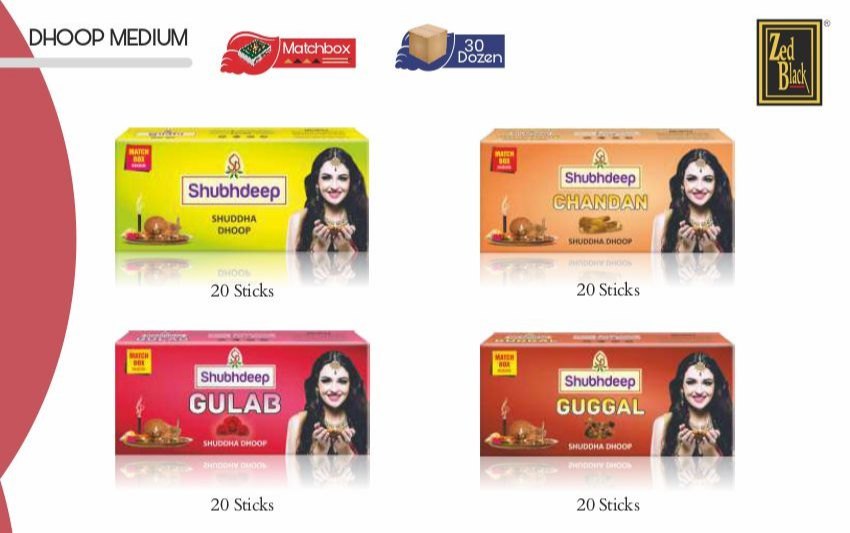 DHOOP MEDIUM
Matchbox
30
Dozen
Zed
Black
®
MATCH
BOX
Shubhdeep
SHUDDHA
DHOOP
20 Sticks
MATCH
BOX
Shubhdeep
CHANDAN
SHUDDHA DHOOP
20 Sticks
MATCH
BOX
Shubhdeep
GULAB
SHUDDHA DHOOP
20 Sticks
MATCH
BOX
Shubhdeep
GUGGAL
SHUDDHA DHOOP
20 Sticks